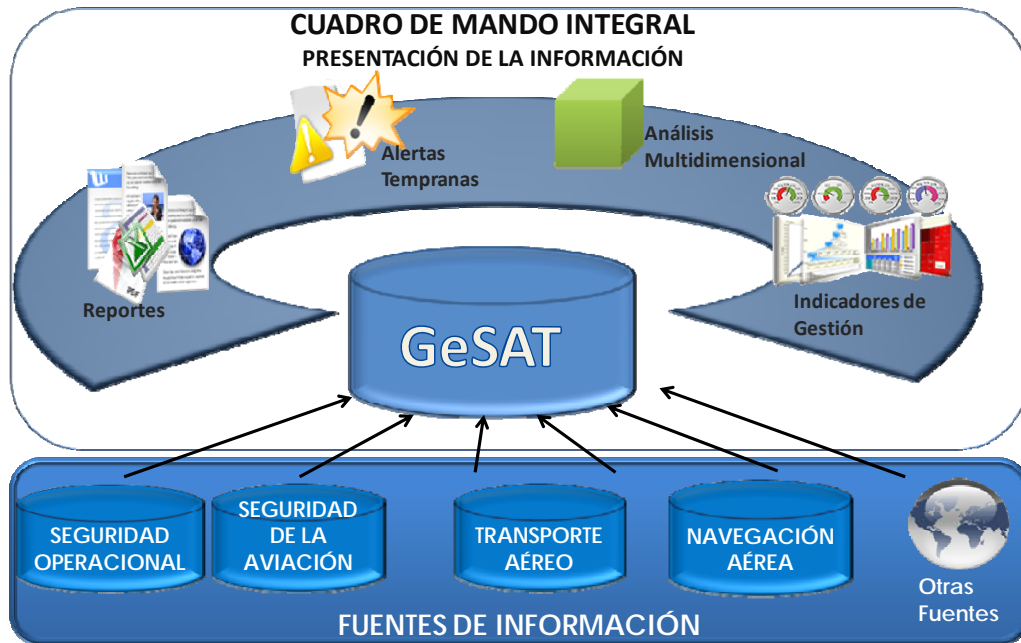 CUADRO DE MANDO INTEGRAL
PRESENTACIÓN DE LA INFORMACIÓN
Alertas
Tempranas
Análisis
Multidimensional
Reportes
Indicadores de
Gestión
GeSAT
SEGURIDAD
OPERACIONAL
SEGURIDAD
DE LA
AVIACIÓN
TRANSPORTE
AÉREO
NAVEGACIÓN
AÉREA
Otras
Fuentes
FUENTES DE INFORMACIÓN